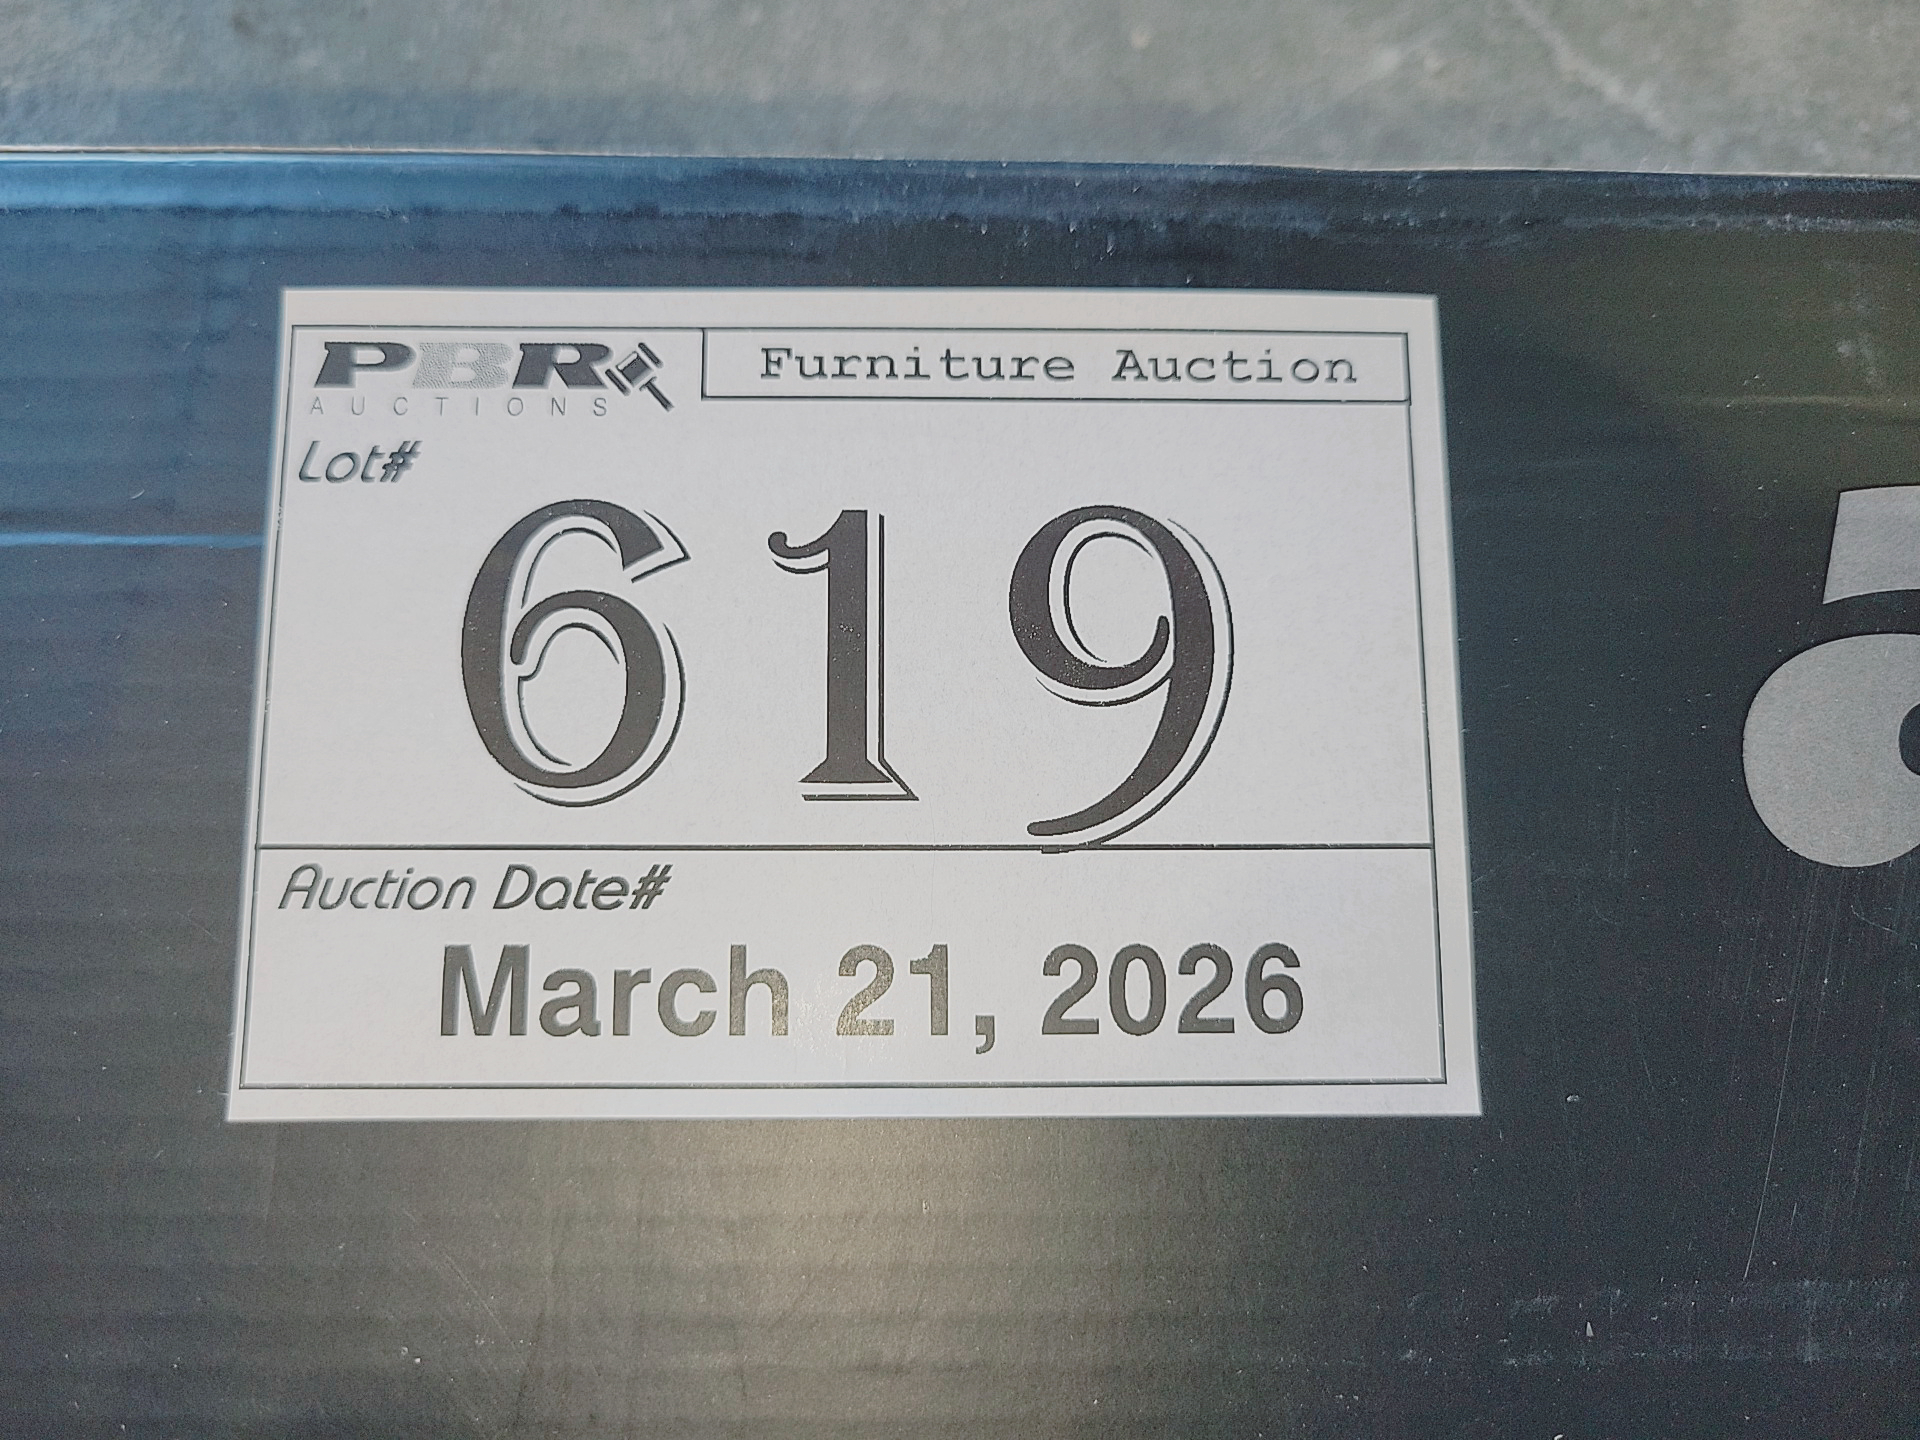 PBR
AUCTIONS
Furniture Auction
Lot#
619
Auction Date#
March 21, 2026
a